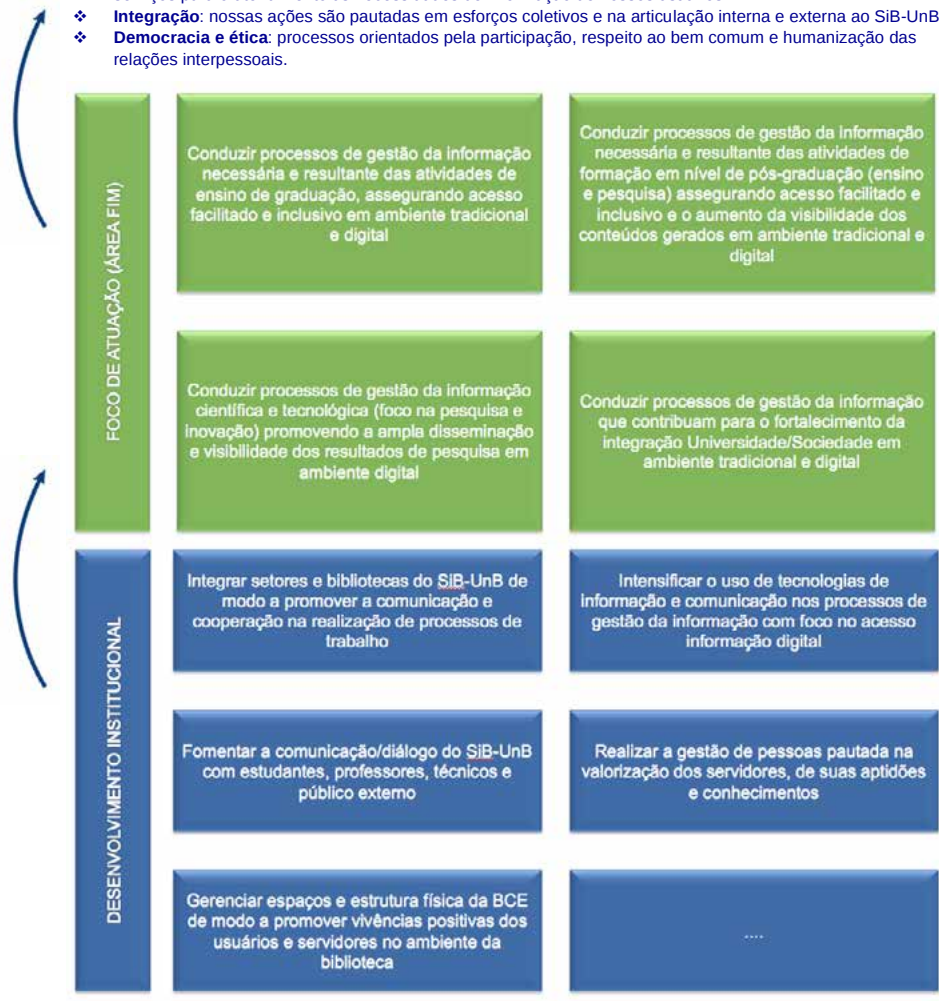 ❖ Integração: nossas ações são pautadas em esforços coletivos e na articulação interna e externa ao SiB-UnB
❖ Democracia e ética: processos orientados pela participação, respeito ao bem comum e humanização das
relações interpessoais.
FOCO DE ATUAÇÃO (ÁREA FIM)
Conduzir processos de gestão da informação
necessária e resultante das atividades de
ensino de graduação, assegurando acesso
facilitado e inclusivo em ambiente tradicional
e digital
Conduzir processos de gestão da informação
necessária e resultante das atividades de
formação em nível de pós-graduação (ensino
e pesquisa) assegurando acesso facilitado e
inclusivo e o aumento da visibilidade dos
conteúdos gerados em ambiente tradicional e
digital
Conduzir processos de gestão da informação
científica e tecnológica (foco na pesquisa e
inovação) promovendo a ampla disseminação
e visibilidade dos resultados de pesquisa em
ambiente digital
Conduzir processos de gestão da informação
que contribuam para o fortalecimento da
integração Universidade/Sociedade em
ambiente tradicional e digital
DESENVOLVIMENTO INSTITUCIONAL
Integrar setores e bibliotecas do SiB-UnB de
modo a promover a comunicação e
cooperação na realização de processos de
trabalho
Intensificar o uso de tecnologias de
informação e comunicação nos processos de
gestão da informação com foco no acesso
informação digital
Fomentar a comunicação/diálogo do SiB-UnB
com estudantes, professores, técnicos e
público externo
Realizar a gestão de pessoas pautada na
valorização dos servidores, de suas aptidões
e conhecimentos
Gerenciar espaços e estrutura física da BCE
de modo a promover vivências positivas dos
usuários e servidores no ambiente da
biblioteca
....